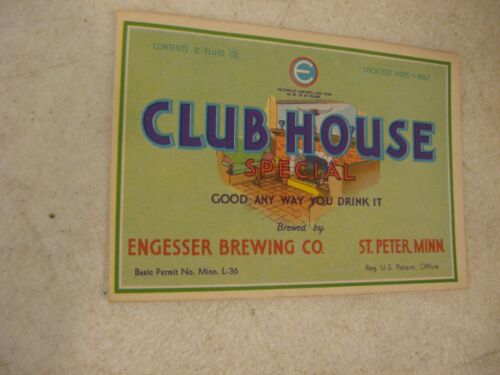 CONTENTS 12 FLUID OZ.
CHOICEST HOPS & MALT
E
CLUB HOUSE
SPECIAL
GOOD ANY WAY YOU DRINK IT
Brewed by
ENGESSER BREWING CO. ST. PETER, MINN.
Basic Permit No. Minn. L-36
Reg. U.S. Patent Office